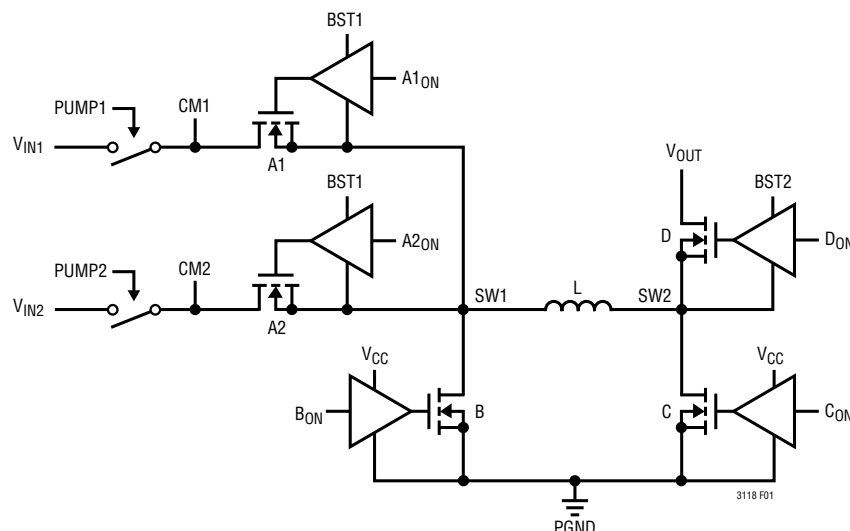 BST1
A1ON
PUMP1
CM1
VIN1
A1
VOUT
BST1
BST2
A2ON
D
DON
PUMP2
CM2
VIN2
SW1
L
SW2
A2
VCC
VCC
BON
B
C
CON
3118 F01
PGND